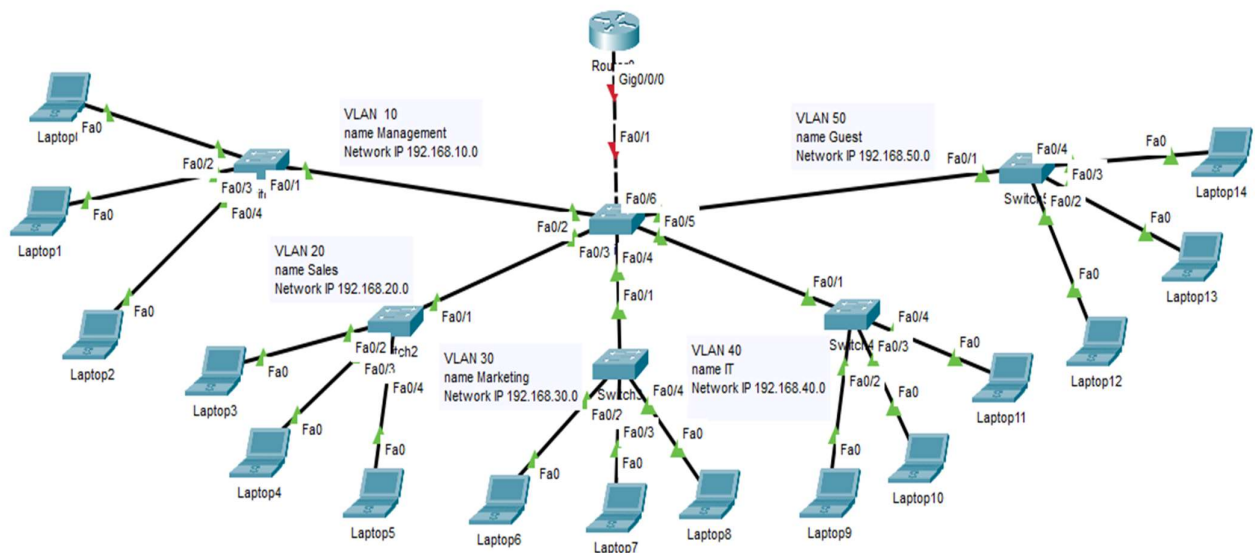 Gig0/0/0
Fa0/1
VLAN 10
name Management
Network IP 192.168.10.0
VLAN 50
name Guest
Network IP 192.168.50.0
Fa0
Fa0/2
Fa0/3
Fa0/4
Fa0/1
Fa0
Laptop1
Fa0
Laptop2
Fa0/6
Fa0/2
Fa0/3
Fa0/5
Fa0/4
Fa0/1
Fa0/4
Fa0/3
Fa0/2
Fa0
Laptop14
Fa0
Laptop13
Fa0
Laptop12
VLAN 20
name Sales
Network IP 192.168.20.0
Fa0/1
Fa0/2
Fa0/3
Fa0/4
Fa0
Laptop3
Fa0
Laptop4
Fa0
Laptop5
VLAN 30
name Marketing
Network IP 192.168.30.0
Fa0/1
Fa0/2
Fa0/3
Fa0/4
Fa0
Laptop6
Fa0
Laptop7
Fa0
Laptop8
VLAN 40
name IT
Network IP 192.168.40.0
Fa0/1
Switch4
Fa0/4
Fa0/3
Fa0/2
Fa0
Laptop11
Fa0
Laptop10
Fa0
Laptop9